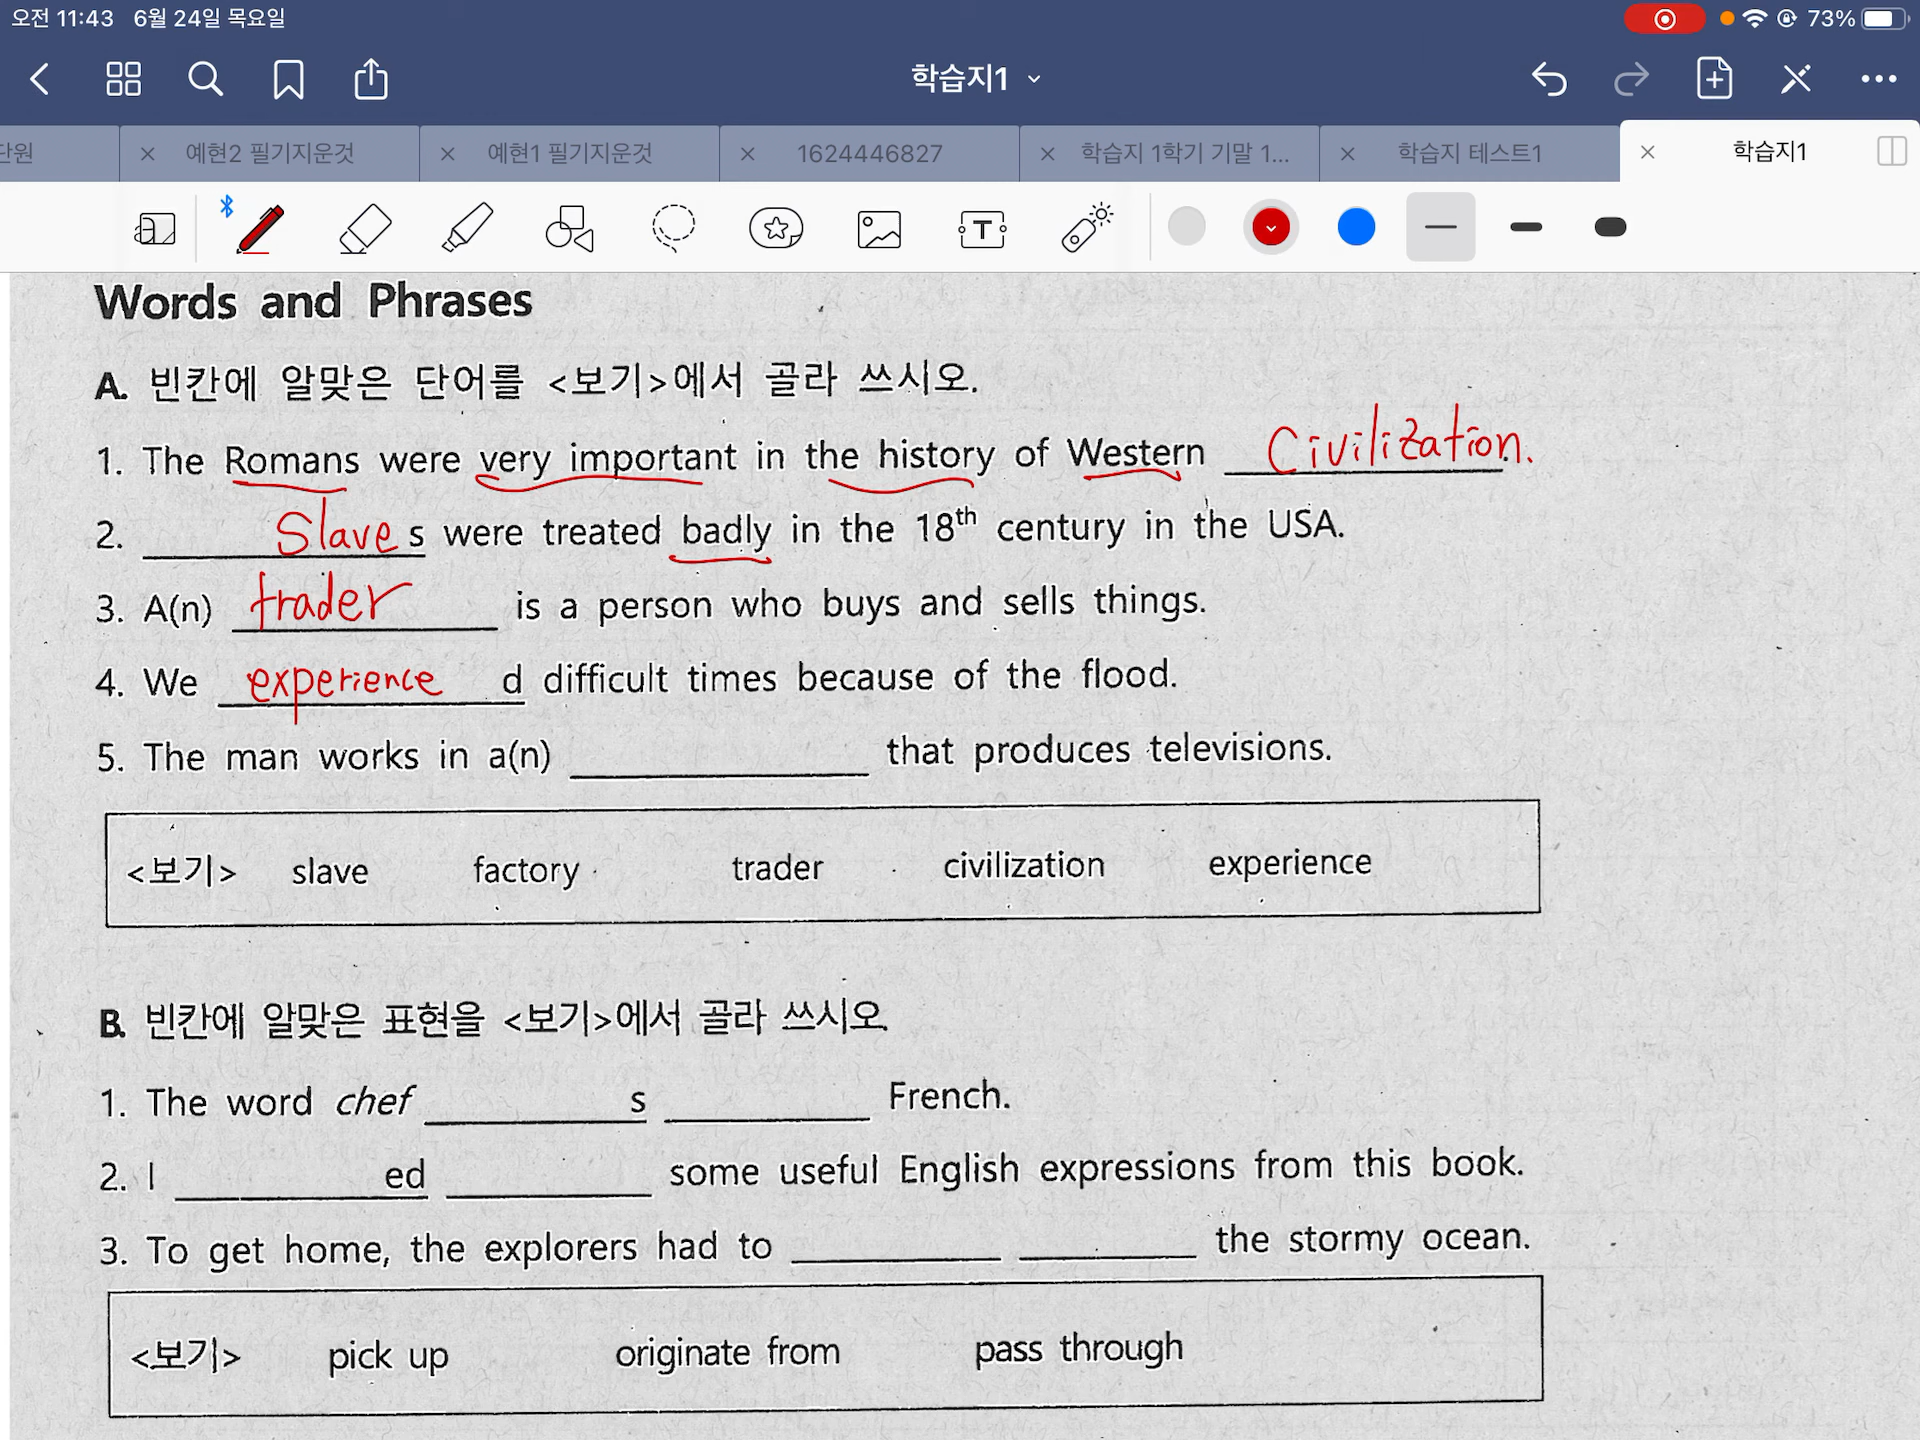 오전 11:43 6월 24일 목요일 73%
학습지1
단원 예현2 필기지운것 예현1 필기지운것 1624446827 학습지 1학기 기말 1... 학습지 테스트1 학습지1
Words and Phrases
A. 빈칸에 알맞은 단어를 <보기>에서 골라 쓰시오.
1. The Romans were very important in the history of Western Civilization.
2. Slaves were treated badly in the 18th century in the USA.
3. A(n) trader is a person who buys and sells things.
4. We experienced difficult times because of the flood.
5. The man works in a(n) ____________ that produces televisions.
<보기> slave factory trader civilization experience
B. 빈칸에 알맞은 표현을 <보기>에서 골라 쓰시오.
1. The word chef ________s ________ French.
2. I ________ed ________ some useful English expressions from this book.
3. To get home, the explorers had to ________ ________ the stormy ocean.
<보기> pick up originate from pass through